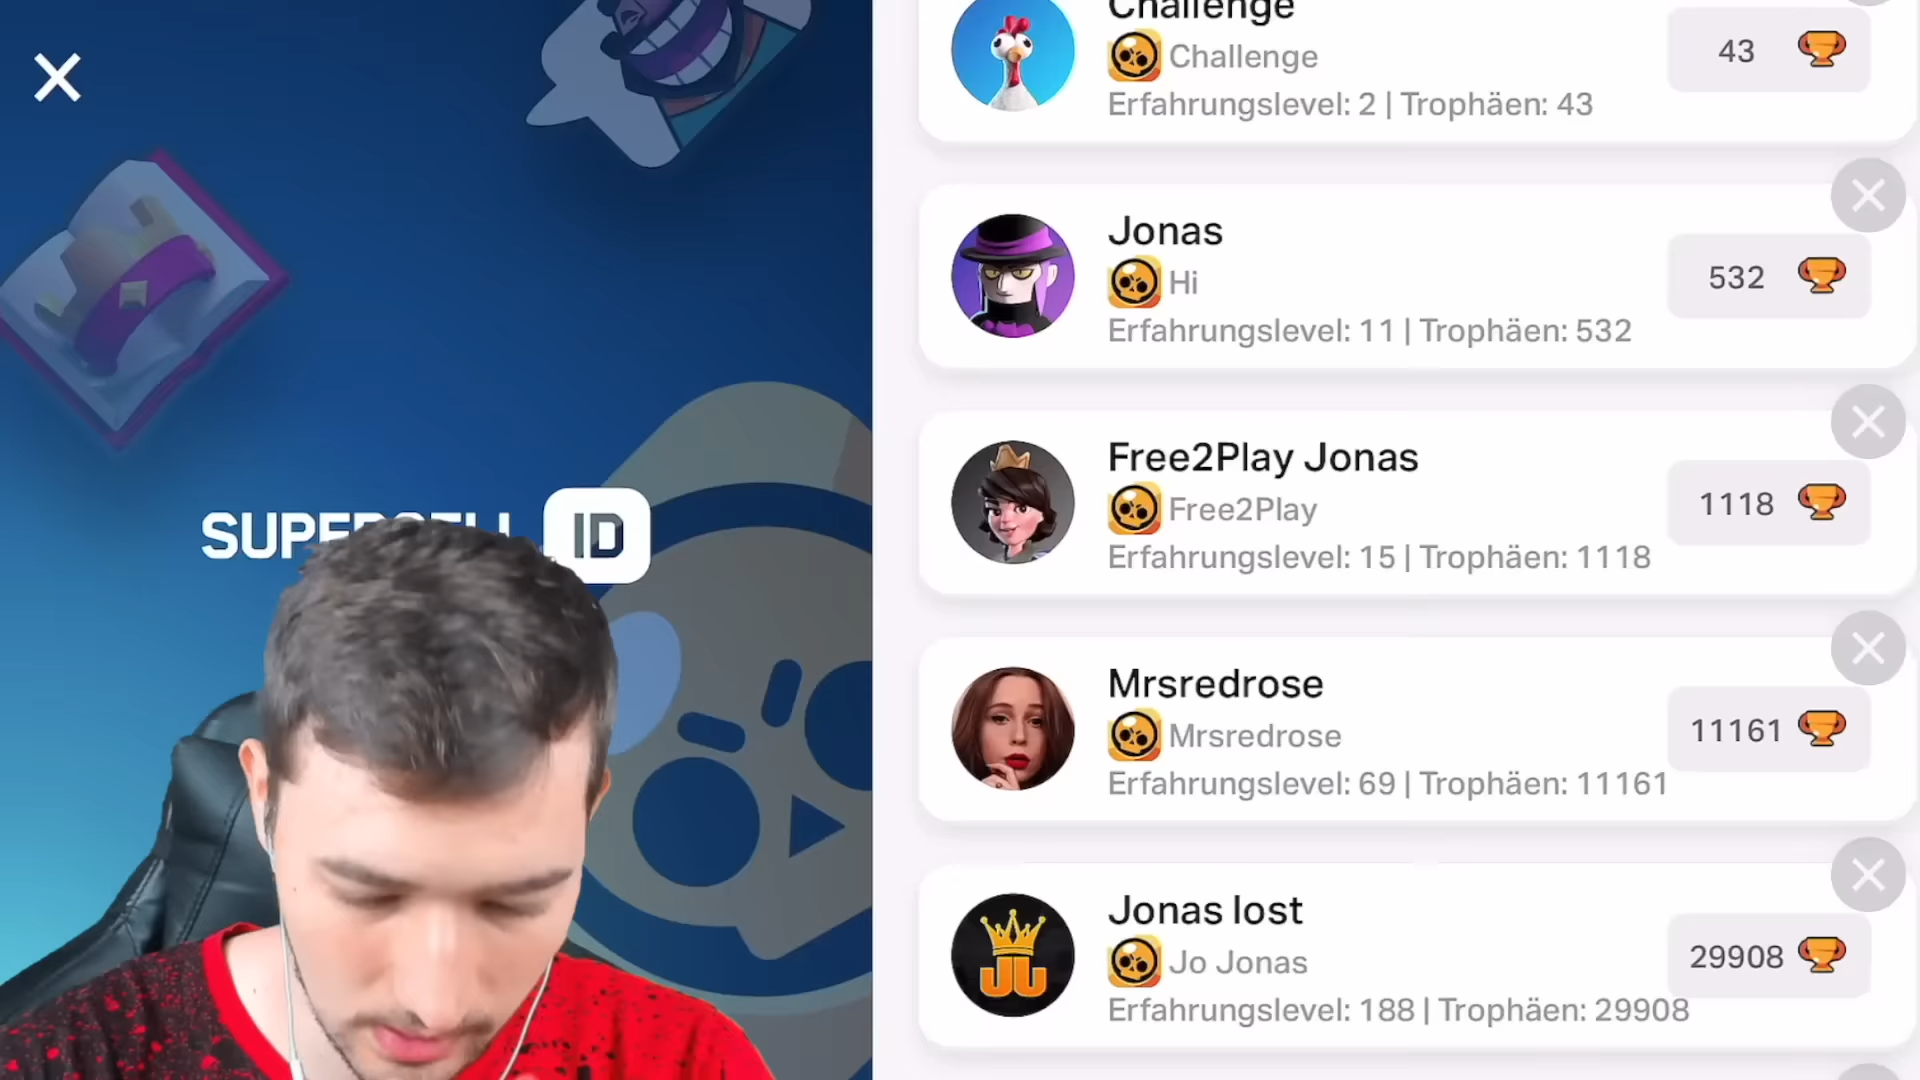 SUPERCELL ID
Challenge
Challenge
Erfahrungslevel: 2 | Trophäen: 43
43
Jonas
Hi
Erfahrungslevel: 11 | Trophäen: 532
532
Free2Play Jonas
Free2Play
Erfahrungslevel: 15 | Trophäen: 1118
1118
Mrsredrose
Mrsredrose
Erfahrungslevel: 69 | Trophäen: 11161
11161
Jonas lost
Jo Jonas
Erfahrungslevel: 188 | Trophäen: 29908
29908
JU